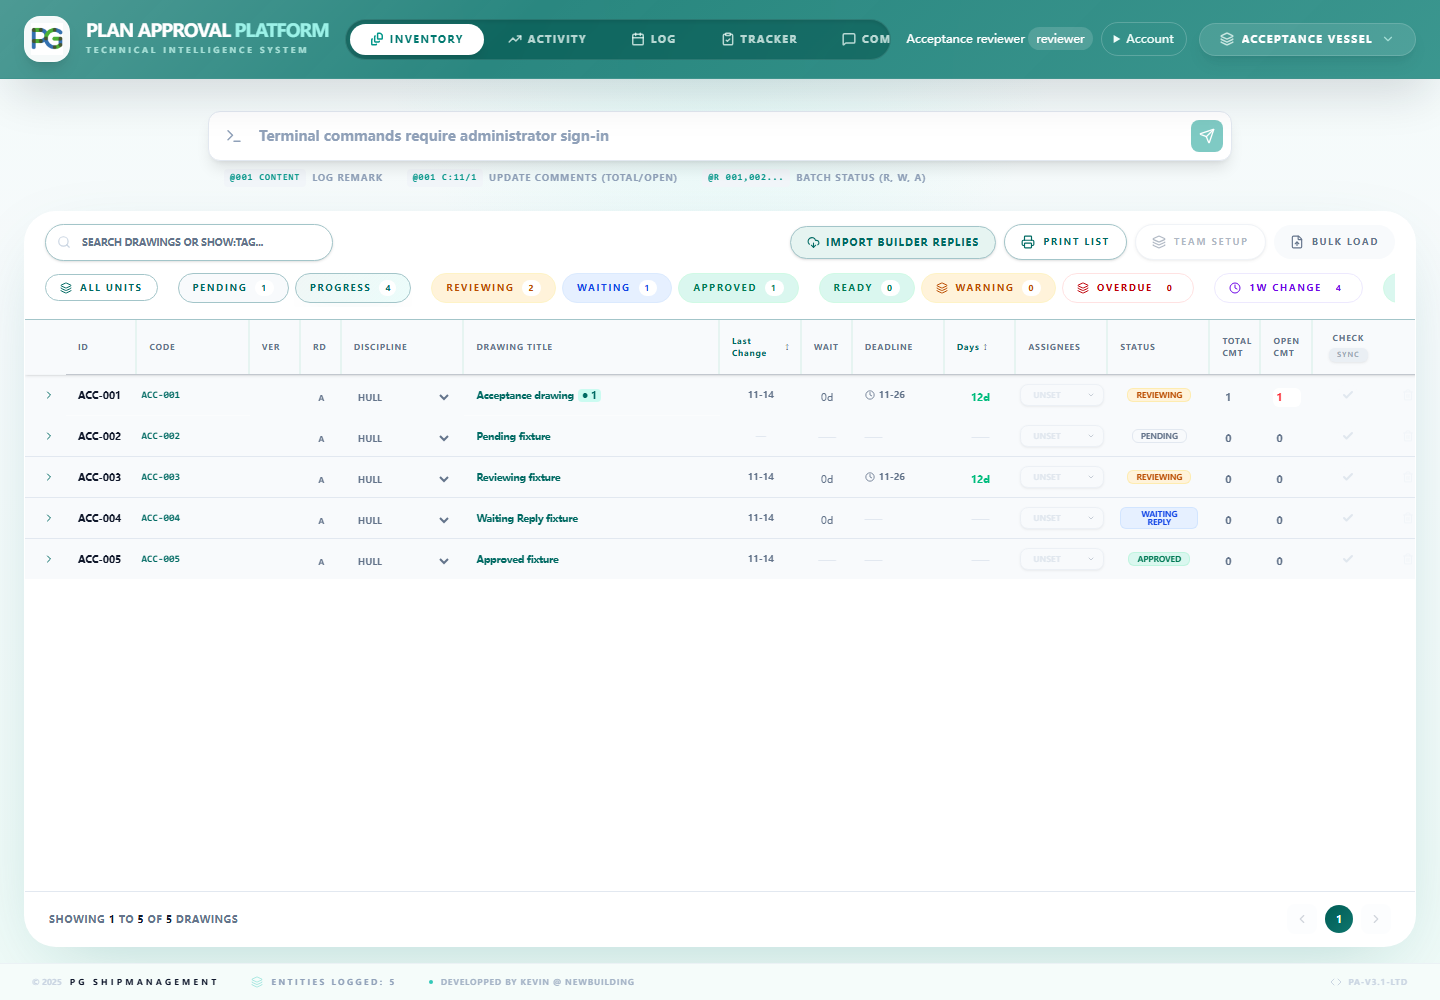 PG PLAN APPROVAL PLATFORM
TECHNICAL INTELLIGENCE SYSTEM
INVENTORY ACTIVITY LOG TRACKER COM
Acceptance reviewer reviewer Account ACCEPTANCE VESSEL
Terminal commands require administrator sign-in
@001 CONTENT LOG REMARK @001 C:11/1 UPDATE COMMENTS (TOTAL/OPEN) @R 001,002... BATCH STATUS (R, W, A)
SEARCH DRAWINGS OR SHOW:TAG... IMPORT BUILDER REPLIES PRINT LIST TEAM SETUP BULK LOAD
ALL UNITS PENDING 1 PROGRESS 4 REVIEWING 2 WAITING 1 APPROVED 1 READY 0 WARNING 0 OVERDUE 0 1W CHANGE 4
ID CODE VER RD DISCIPLINE DRAWING TITLE Last Change ↕ WAIT DEADLINE Days ↕ ASSIGNEES STATUS TOTAL CMT OPEN CMT CHECK SYNC
ACC-001 ACC-001 A HULL Acceptance drawing • 1 11-14 0d 11-26 12d UNSET REVIEWING 1 1
ACC-002 ACC-002 A HULL Pending fixture — — — — UNSET PENDING 0 0
ACC-003 ACC-003 A HULL Reviewing fixture 11-14 0d 11-26 12d UNSET REVIEWING 0 0
ACC-004 ACC-004 A HULL Waiting Reply fixture 11-14 0d — — UNSET WAITING REPLY 0 0
ACC-005 ACC-005 A HULL Approved fixture 11-14 — — — UNSET APPROVED 0 0
SHOWING 1 TO 5 OF 5 DRAWINGS 1
© 2025 PG SHIPMANAGEMENT ENTITIES LOGGED: 5 • DEVELOPPED BY KEVIN @ NEWBUILDING PA-V3.1-LTD